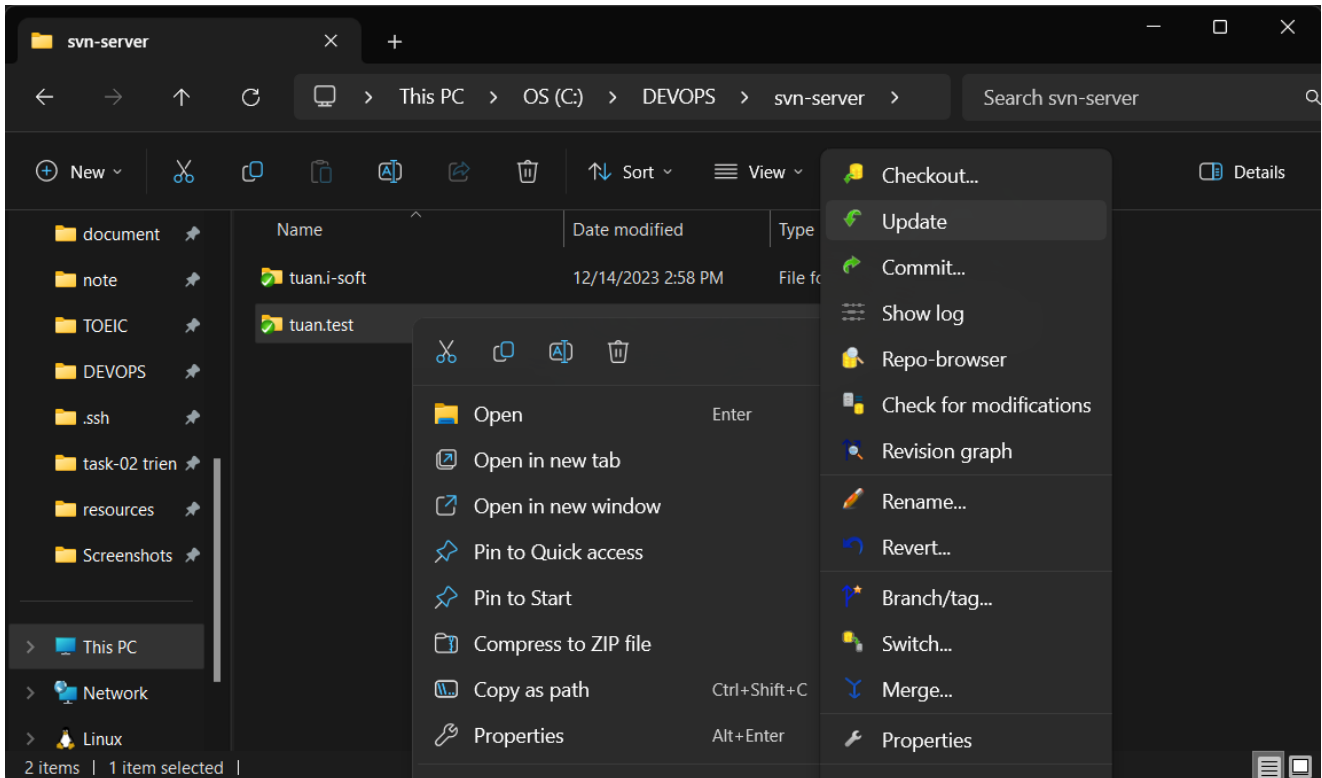 svn-server
This PC > OS (C:) > DEVOPS > svn-server >
Search svn-server
New
Sort
View
Details
document
note
TOEIC
DEVOPS
.ssh
task-02 trien
resources
Screenshots
This PC
Network
Linux
Name Date modified Type
tuan.i-soft 12/14/2023 2:58 PM File fo
tuan.test
Open Enter
Open in new tab
Open in new window
Pin to Quick access
Pin to Start
Compress to ZIP file
Copy as path Ctrl+Shift+C
Properties Alt+Enter
Checkout...
Update
Commit...
Show log
Repo-browser
Check for modifications
Revision graph
Rename...
Revert...
Branch/tag...
Switch...
Merge...
Properties
2 items | 1 item selected |